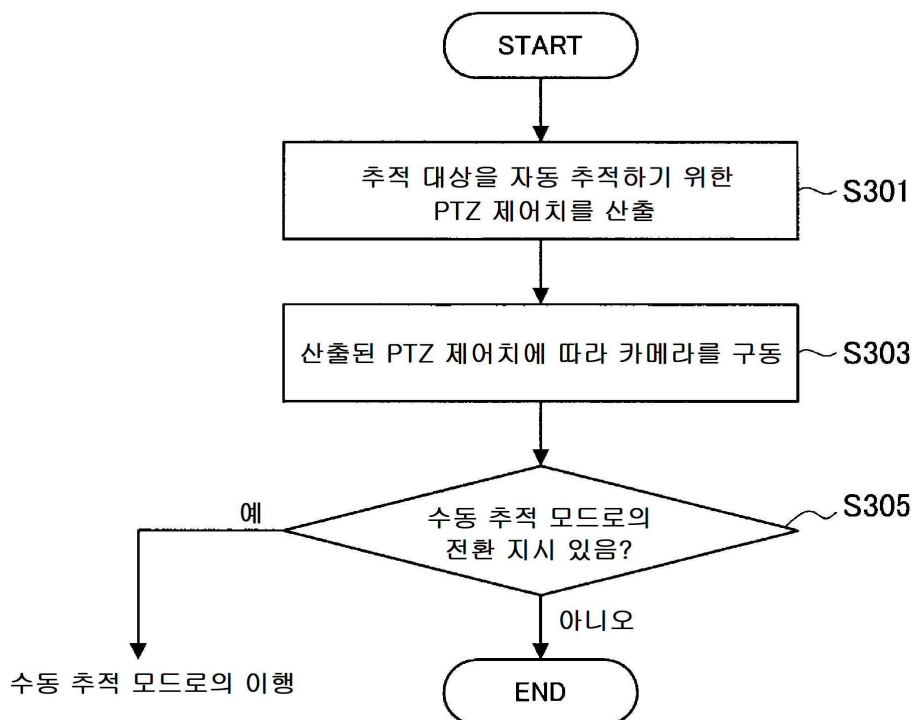 START
추적 대상을 자동 추적하기 위한
PTZ 제어치를 산출
S301
산출된 PTZ 제어치에 따라 카메라를 구동
S303
수동 추적 모드로의
전환 지시 있음?
S305
예
아니오
수동 추적 모드로의 이행
END